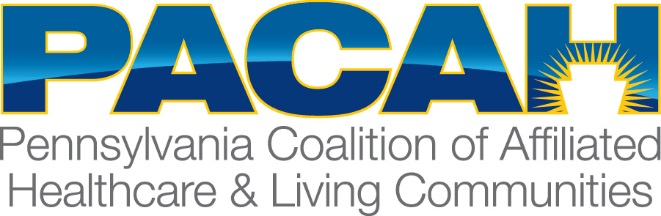 PACAH
Pennsylvania Coalition of Affiliated
Healthcare & Living Communities